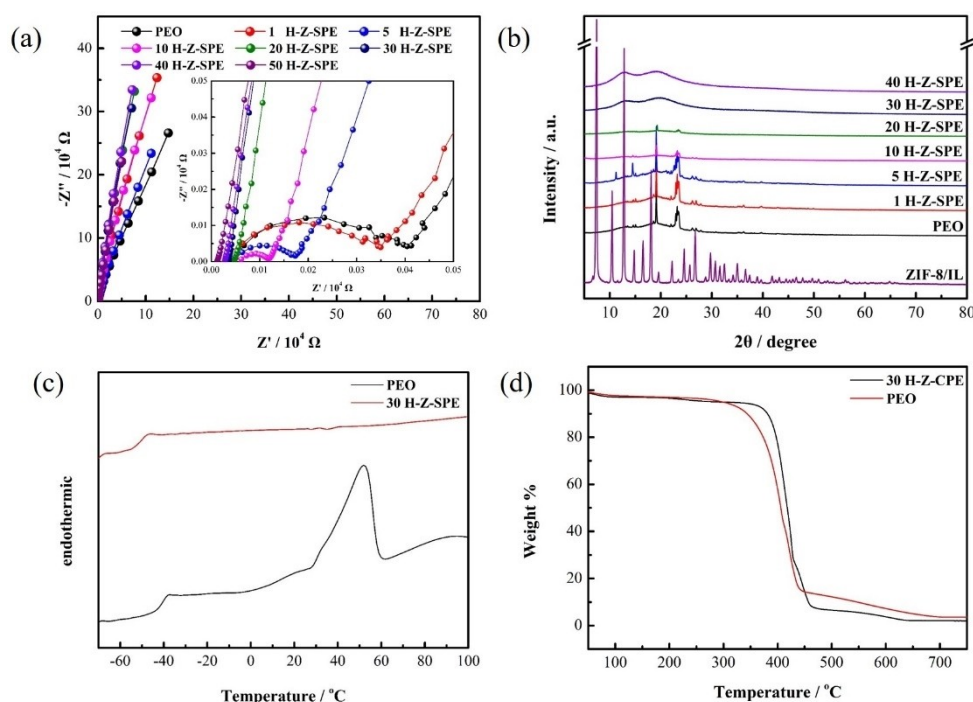 (a)
PEO
1 H-Z-SPE
5 H-Z-SPE
10 H-Z-SPE
20 H-Z-SPE
30 H-Z-SPE
40 H-Z-SPE
50 H-Z-SPE
-Z'' / 10⁴ Ω
40
30
20
10
0
0 10 20 30 40 50 60 70 80
Z' / 10⁴ Ω
-Z'' / 10⁴ Ω
0.05
0.04
0.03
0.02
0.01
0.00
0.00 0.01 0.02 0.03 0.04 0.05
Z' / 10⁴ Ω
(b)
Intensity / a.u.
40 H-Z-SPE
30 H-Z-SPE
20 H-Z-SPE
10 H-Z-SPE
5 H-Z-SPE
1 H-Z-SPE
PEO
ZIF-8/IL
10 20 30 40 50 60 70 80
2θ / degree
(c)
PEO
30 H-Z-SPE
endothermic
-60 -40 -20 0 20 40 60 80 100
Temperature / °C
(d)
30 H-Z-CPE
PEO
Weight %
100
80
60
40
20
0
100 200 300 400 500 600 700
Temperature / °C